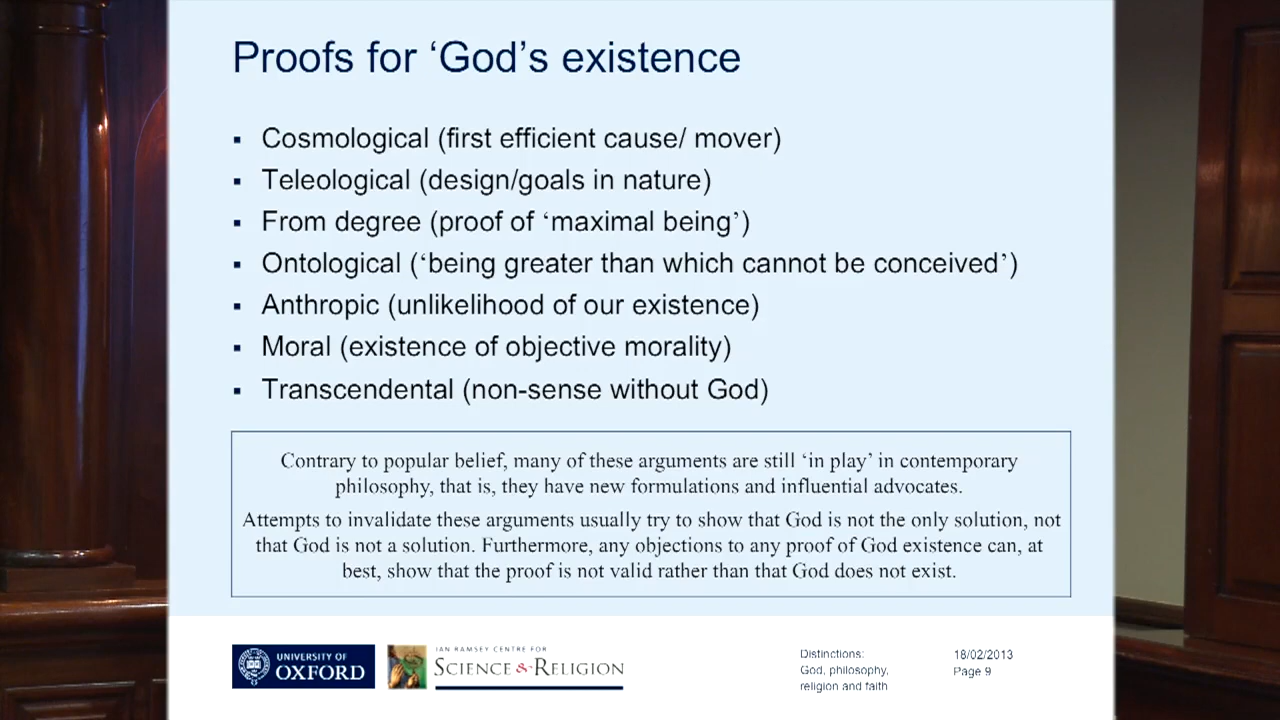 Proofs for ‘God’s existence
▪ Cosmological (first efficient cause/ mover)
▪ Teleological (design/goals in nature)
▪ From degree (proof of ‘maximal being’)
▪ Ontological (‘being greater than which cannot be conceived’)
▪ Anthropic (unlikelihood of our existence)
▪ Moral (existence of objective morality)
▪ Transcendental (non-sense without God)
Contrary to popular belief, many of these arguments are still ‘in play’ in contemporary
philosophy, that is, they have new formulations and influential advocates.
Attempts to invalidate these arguments usually try to show that God is not the only solution, not
that God is not a solution. Furthermore, any objections to any proof of God existence can, at
best, show that the proof is not valid rather than that God does not exist.
UNIVERSITY OF
OXFORD
IAN RAMSEY CENTRE FOR
SCIENCE & RELIGION
Distinctions:
God, philosophy,
religion and faith
18/02/2013
Page 9